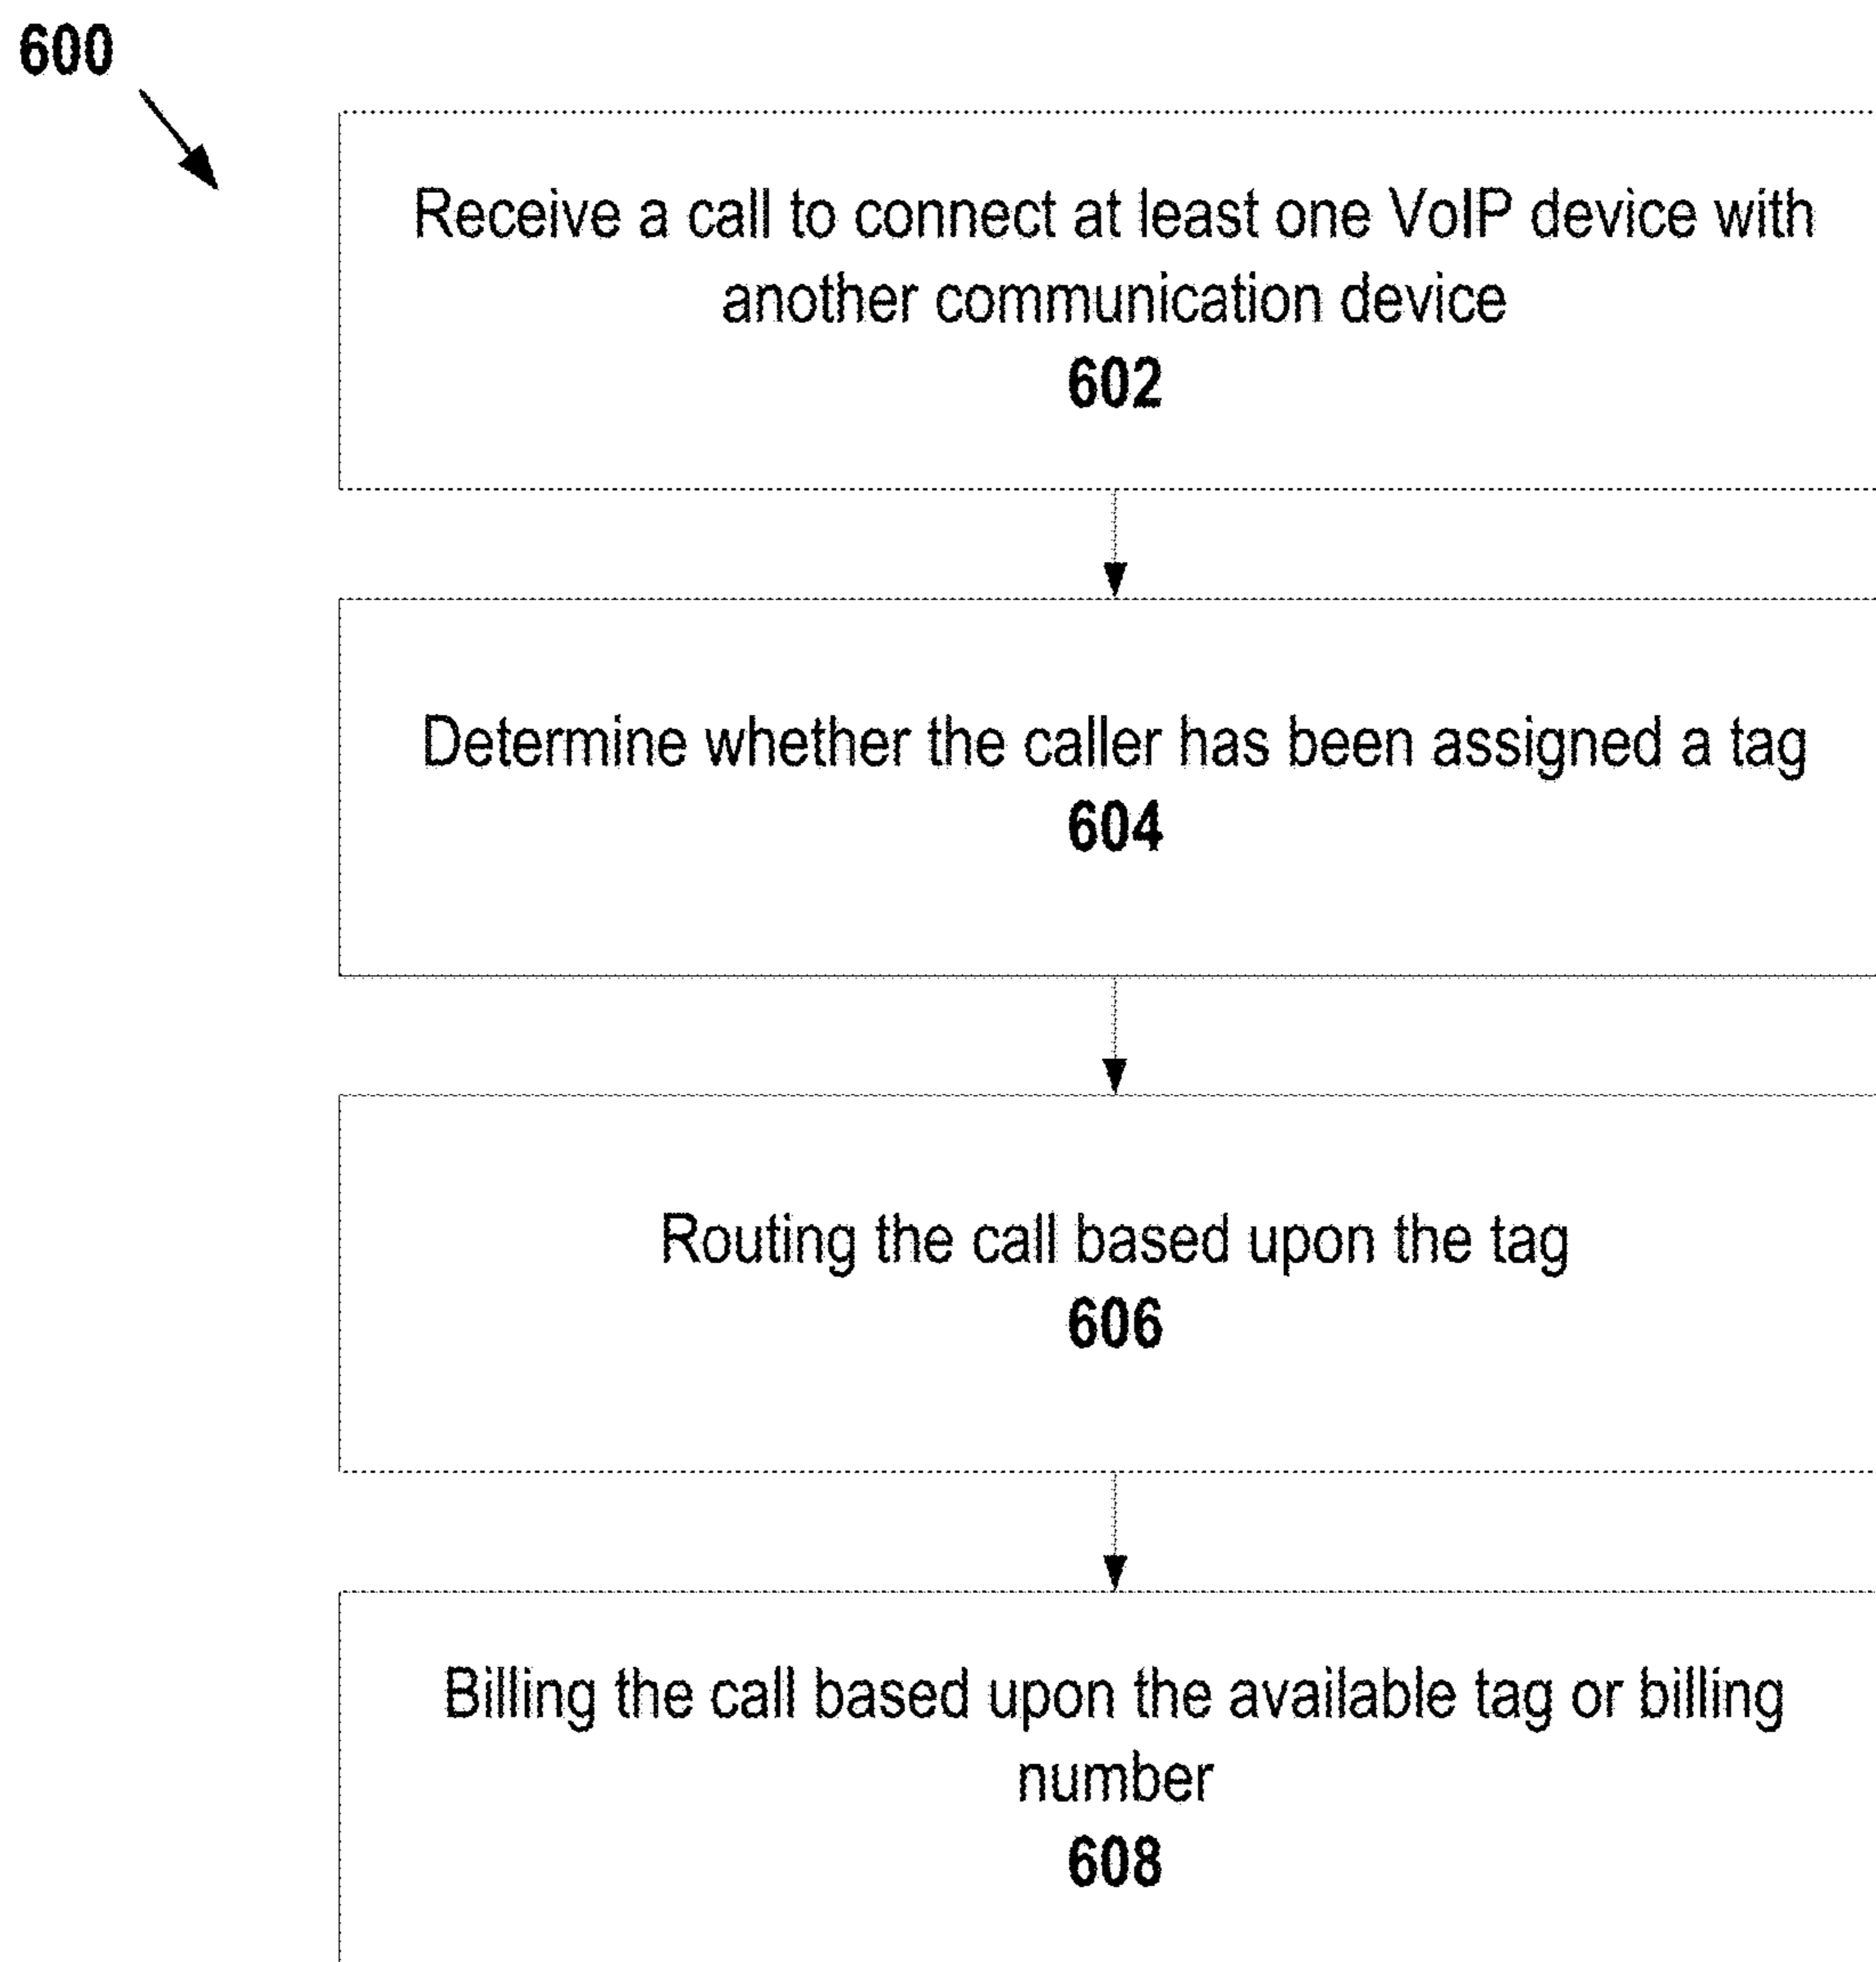 600
Receive a call to connect at least one VoIP device with
another communication device
602
Determine whether the caller has been assigned a tag
604
Routing the call based upon the tag
606
Billing the call based upon the available tag or billing
number
608